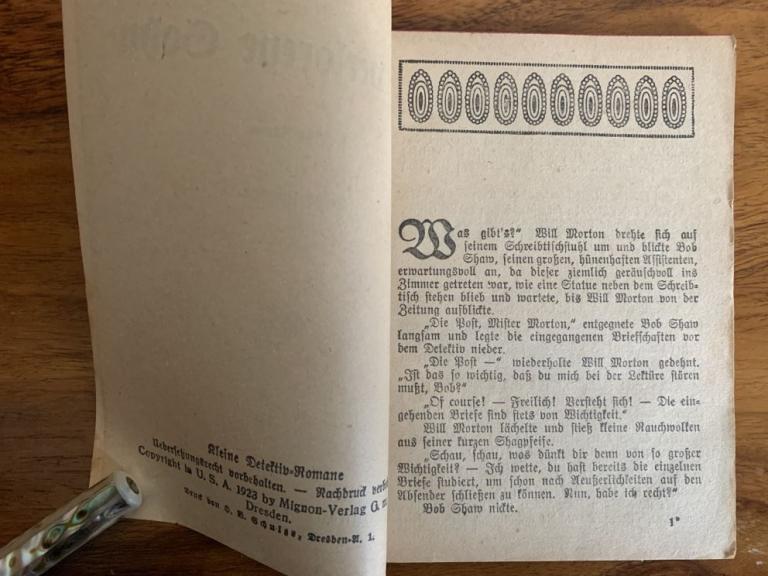 Kleine Detektiv-Romane
Uebersetzungsrecht vorbehalten. — Nachdruck
Copyright in U. S. A. 1923 by Mignon-Verlag G.
Dresden.
Druck von Dresden-A. 1.
Was gibt's?“ Will Morton drehte sich auf
seinem Schreibtischstuhl um und blickte Bob
Shaw, seinen großen, hünenhaften Assistenten,
erwartungsvoll an, da dieser ziemlich geräuschvoll ins
Zimmer getreten war, wie eine Statue neben dem Schreib-
tisch stehen blieb und wartete, bis Will Morton von der
Zeitung aufblickte.
„Die Post, Mister Morton,“ entgegnete Bob Shaw
langsam und legte die eingegangenen Briefschaften vor
dem Detektiv nieder.
„Die Post —“ wiederholte Will Morton gedehnt.
„Ist das so wichtig, daß du mich bei der Lektüre stören
mußt, Bob?“
„Of course! — Freilich! Versteht sich! — Die ein-
gehenden Briefe sind stets von Wichtigkeit.“
Will Morton lächelte und stieß kleine Rauchwolken
aus seiner kurzen Shagpfeife.
„Schau, schau, was dünkt dir denn von so großer
Wichtigkeit? — Ich wette, du hast bereits die einzelnen
Briefe studiert, um schon nach Aeußerlichkeiten auf den
Absender schließen zu können. Nun, habe ich recht?“
Bob Shaw nickte.
1*